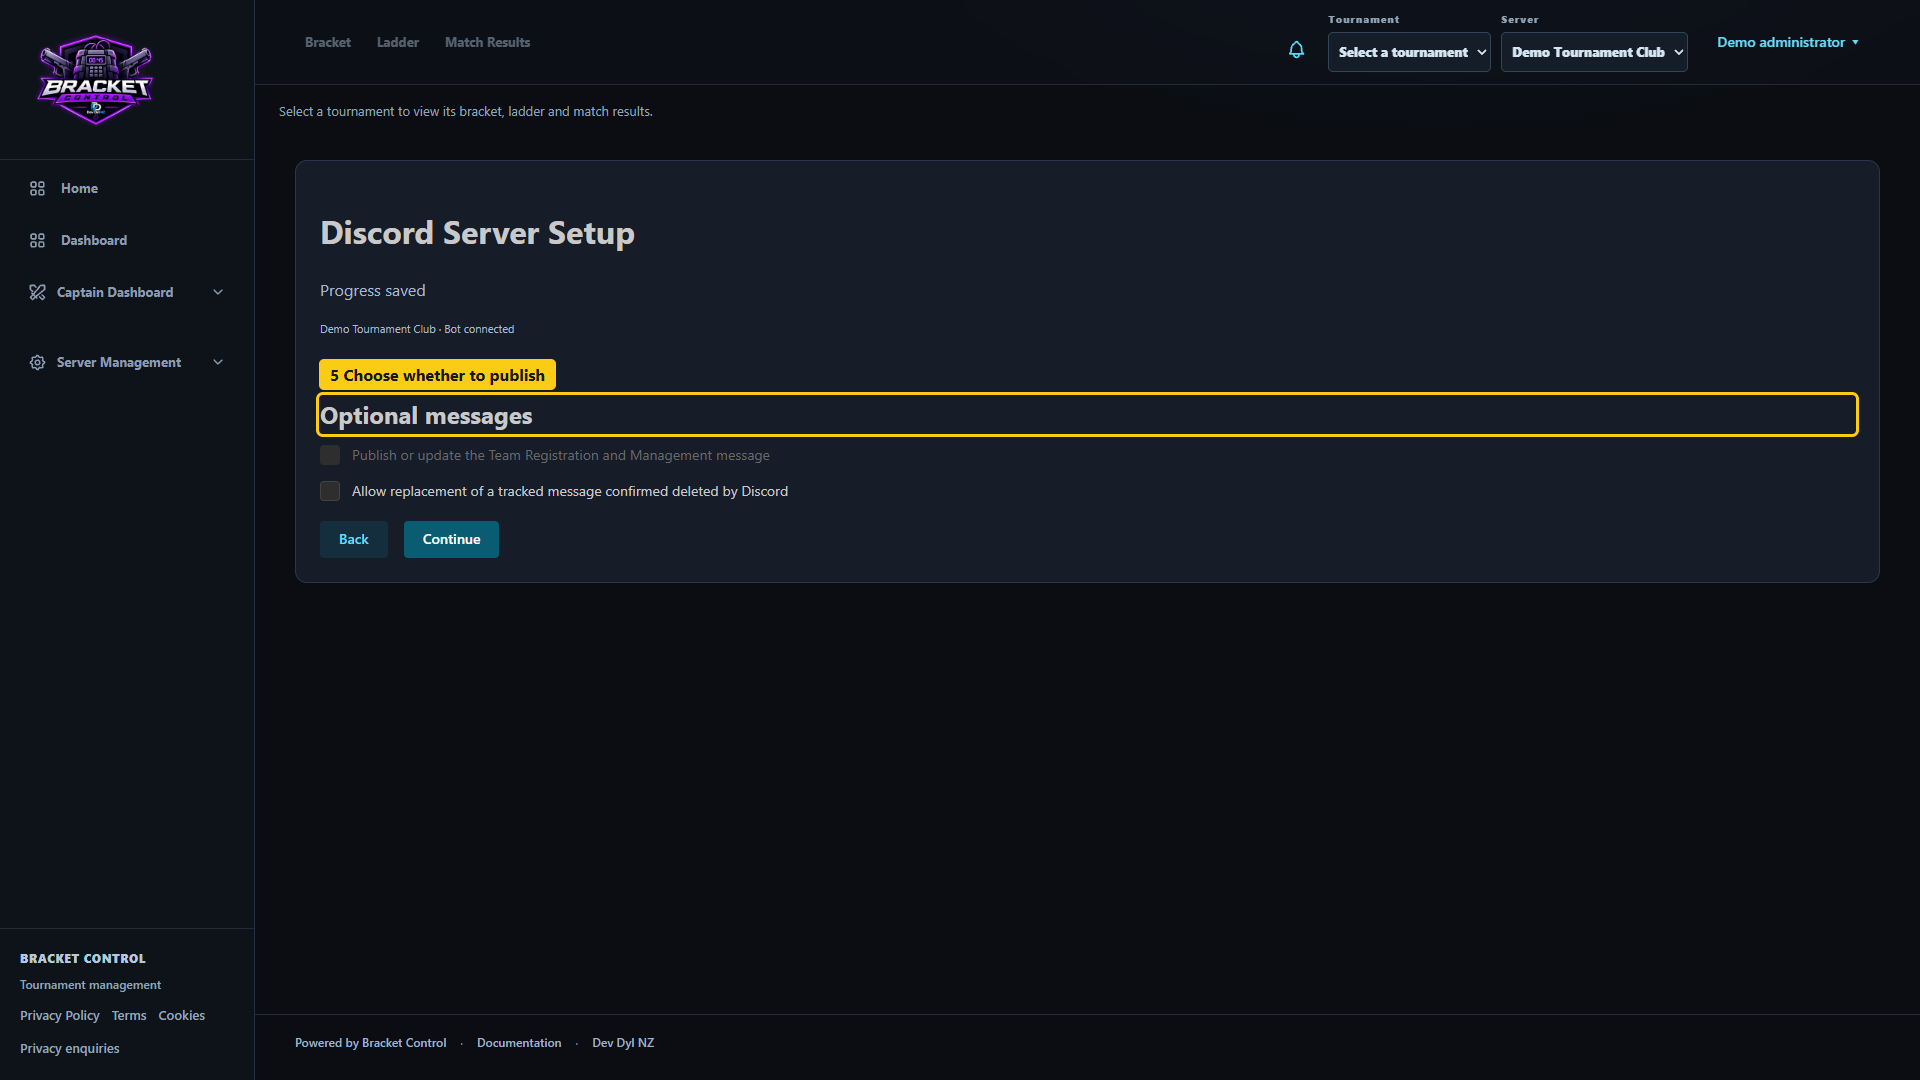 BRACKET
CONTROL
Home
Dashboard
Captain Dashboard
Server Management
BRACKET CONTROL
Tournament management
Privacy Policy Terms Cookies
Privacy enquiries
Bracket Ladder Match Results
Tournament
Select a tournament
Server
Demo Tournament Club
Demo administrator
Select a tournament to view its bracket, ladder and match results.
Discord Server Setup
Progress saved
Demo Tournament Club · Bot connected
5 Choose whether to publish
Optional messages
Publish or update the Team Registration and Management message
Allow replacement of a tracked message confirmed deleted by Discord
Back Continue
Powered by Bracket Control · Documentation · Dev Dyl NZ